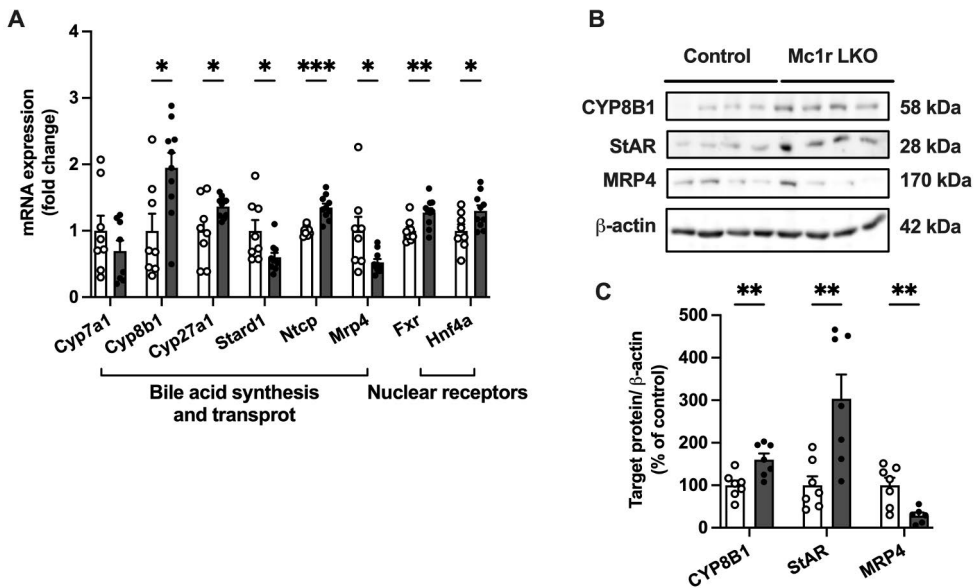 A
mRNA expression
(fold change)
4
3
2
1
0
* * * *** * ** *
Cyp7a1 Cyp8b1 Cyp27a1 Stard1 Ntcp Mrp4 Fxr Hnf4a
Bile acid synthesis
and transprot
Nuclear receptors
B
Control Mc1r LKO
CYP8B1 58 kDa
StAR 28 kDa
MRP4 170 kDa
β-actin 42 kDa
C
Target protein/ β-actin
(% of control)
500
400
300
200
100
0
** ** **
CYP8B1 StAR MRP4